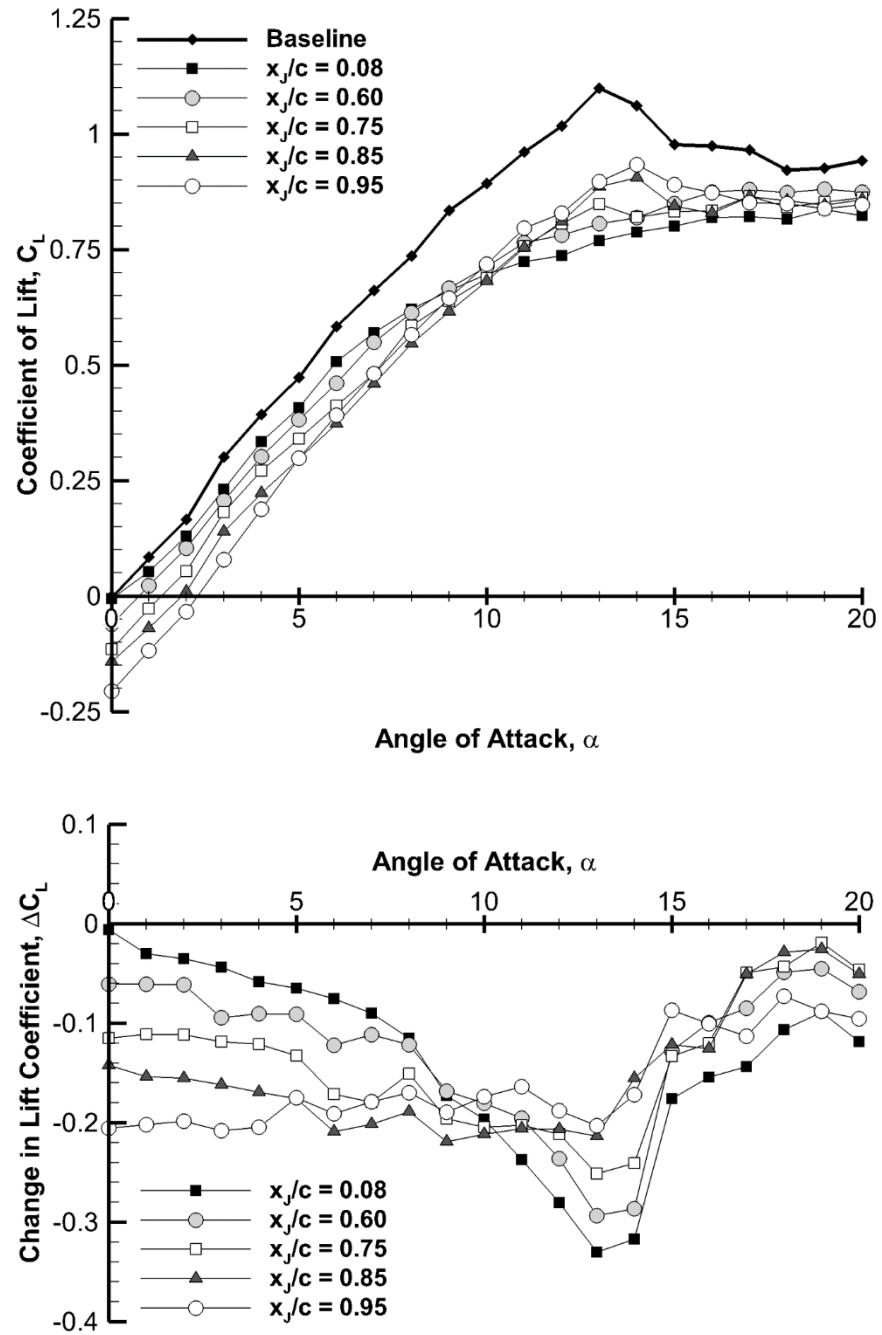 1.25
Baseline
x_J/c = 0.08
x_J/c = 0.60
x_J/c = 0.75
x_J/c = 0.85
x_J/c = 0.95
1
0.75
0.5
0.25
0
-0.25
Coefficient of Lift, C_L
0 5 10 15 20
Angle of Attack, α
0.1
0
-0.1
-0.2
-0.3
-0.4
Change in Lift Coefficient, ΔC_L
Angle of Attack, α
0 5 10 15 20
x_J/c = 0.08
x_J/c = 0.60
x_J/c = 0.75
x_J/c = 0.85
x_J/c = 0.95